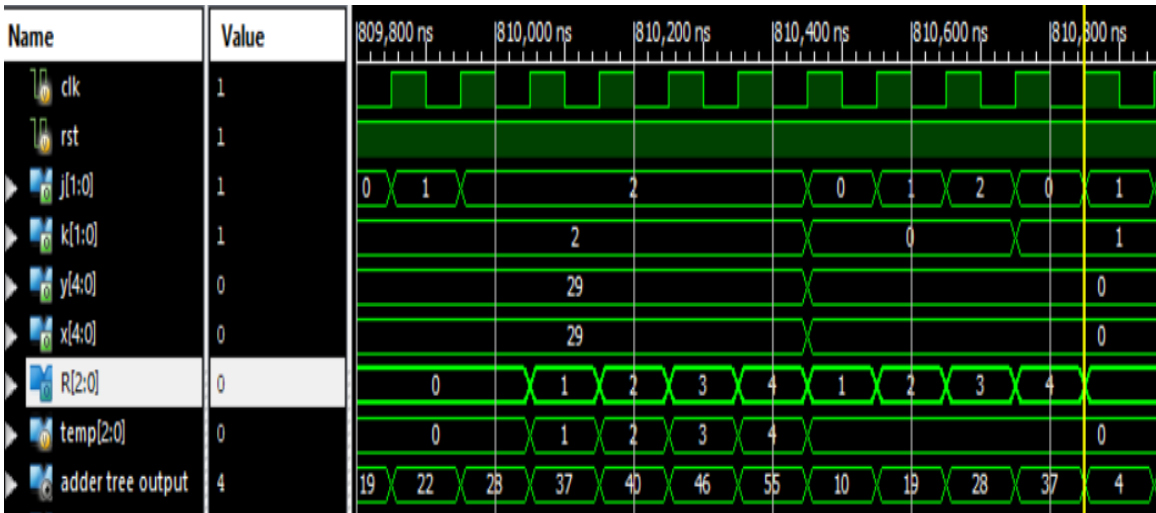 Name Value 809,800 ns 810,000 ns 810,200 ns 810,400 ns 810,600 ns 810,800 ns
clk 1
rst 1
j[1:0] 1 0 1 2 0 1 2 0 1
k[1:0] 1 2 0 1
y[4:0] 0 29 0
x[4:0] 0 29 0
R[2:0] 0 0 1 2 3 4 1 2 3 4
temp[2:0] 0 0 1 2 3 4 0
adder tree output 4 19 22 28 37 40 46 55 10 19 28 37 4